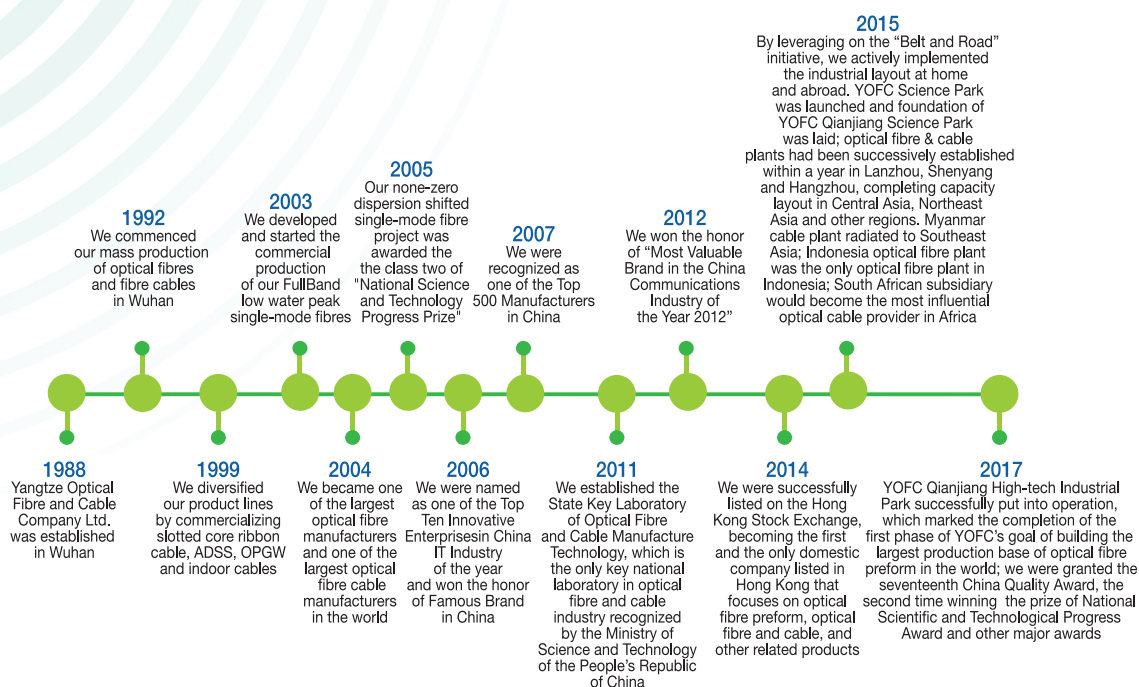 1988
Yangtze Optical
Fibre and Cable
Company Ltd.
was established
in Wuhan
1992
We commenced
our mass production
of optical fibres
and fibre cables
in Wuhan
1999
We diversified
our product lines
by commercializing
slotted core ribbon
cable, ADSS, OPGW
and indoor cables
2003
We developed
and started the
commercial
production
of our FullBand
low water peak
single-mode fibres
2004
We became one
of the largest
optical fibre
manufacturers
and one of the
largest optical
fibre cable
manufacturers
in the world
2005
Our none-zero
dispersion shifted
single-mode fibre
project was
awarded the
the class two of
"National Science
and Technology
Progress Prize"
2006
We were named
as one of the Top
Ten Innovative
Enterprisesin China
IT Industry
of the year
and won the honor
of Famous Brand
in China
2007
We were
recognized as
one of the Top
500 Manufacturers
in China
2011
We established the
State Key Laboratory
of Optical Fibre
and Cable Manufacture
Technology, which is
the only key national
laboratory in optical
fibre and cable
industry recognized
by the Ministry of
Science and Technology
of the People's Republic
of China
2012
We won the honor
of “Most Valuable
Brand in the China
Communications
Industry of
the Year 2012”
2014
We were successfully
listed on the Hong
Kong Stock Exchange,
becoming the first
and the only domestic
company listed in
Hong Kong that
focuses on optical
fibre preform, optical
fibre and cable, and
other related products
2015
By leveraging on the “Belt and Road”
initiative, we actively implemented
the industrial layout at home
and abroad. YOFC Science Park
was launched and foundation of
YOFC Qianjiang Science Park
was laid; optical fibre & cable
plants had been successively established
within a year in Lanzhou, Shenyang
and Hangzhou, completing capacity
layout in Central Asia, Northeast
Asia and other regions. Myanmar
cable plant radiated to Southeast
Asia; Indonesia optical fibre plant
was the only optical fibre plant in
Indonesia; South African subsidiary
would become the most influential
optical cable provider in Africa
2017
YOFC Qianjiang High-tech Industrial
Park successfully put into operation,
which marked the completion of the
first phase of YOFC's goal of building the
largest production base of optical fibre
preform in the world; we were granted the
seventeenth China Quality Award, the
second time winning the prize of National
Scientific and Technological Progress
Award and other major awards